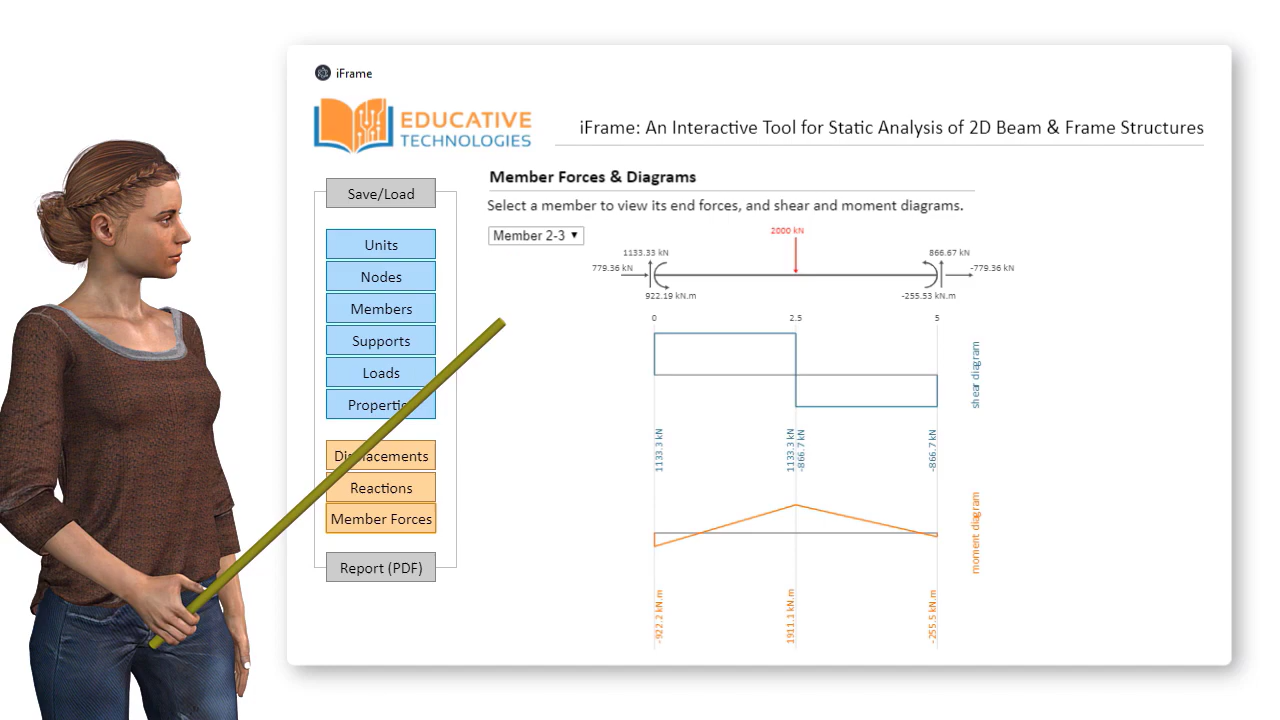 iFrame
EDUCATIVE
TECHNOLOGIES
iFrame: An Interactive Tool for Static Analysis of 2D Beam & Frame Structures
Save/Load
Units
Nodes
Members
Supports
Loads
Properties
Displacements
Reactions
Member Forces
Report (PDF)
Member Forces & Diagrams
Select a member to view its end forces, and shear and moment diagrams.
Member 2-3
2000 kN
1133.33 kN
866.67 kN
779.36 kN
-779.36 kN
922.19 kN.m
-255.53 kN.m
0
2.5
5
shear diagram
1133.3 kN
1133.3 kN
-866.7 kN
-866.7 kN
moment diagram
-922.2 kN.m
1911.1 kN.m
-255.5 kN.m